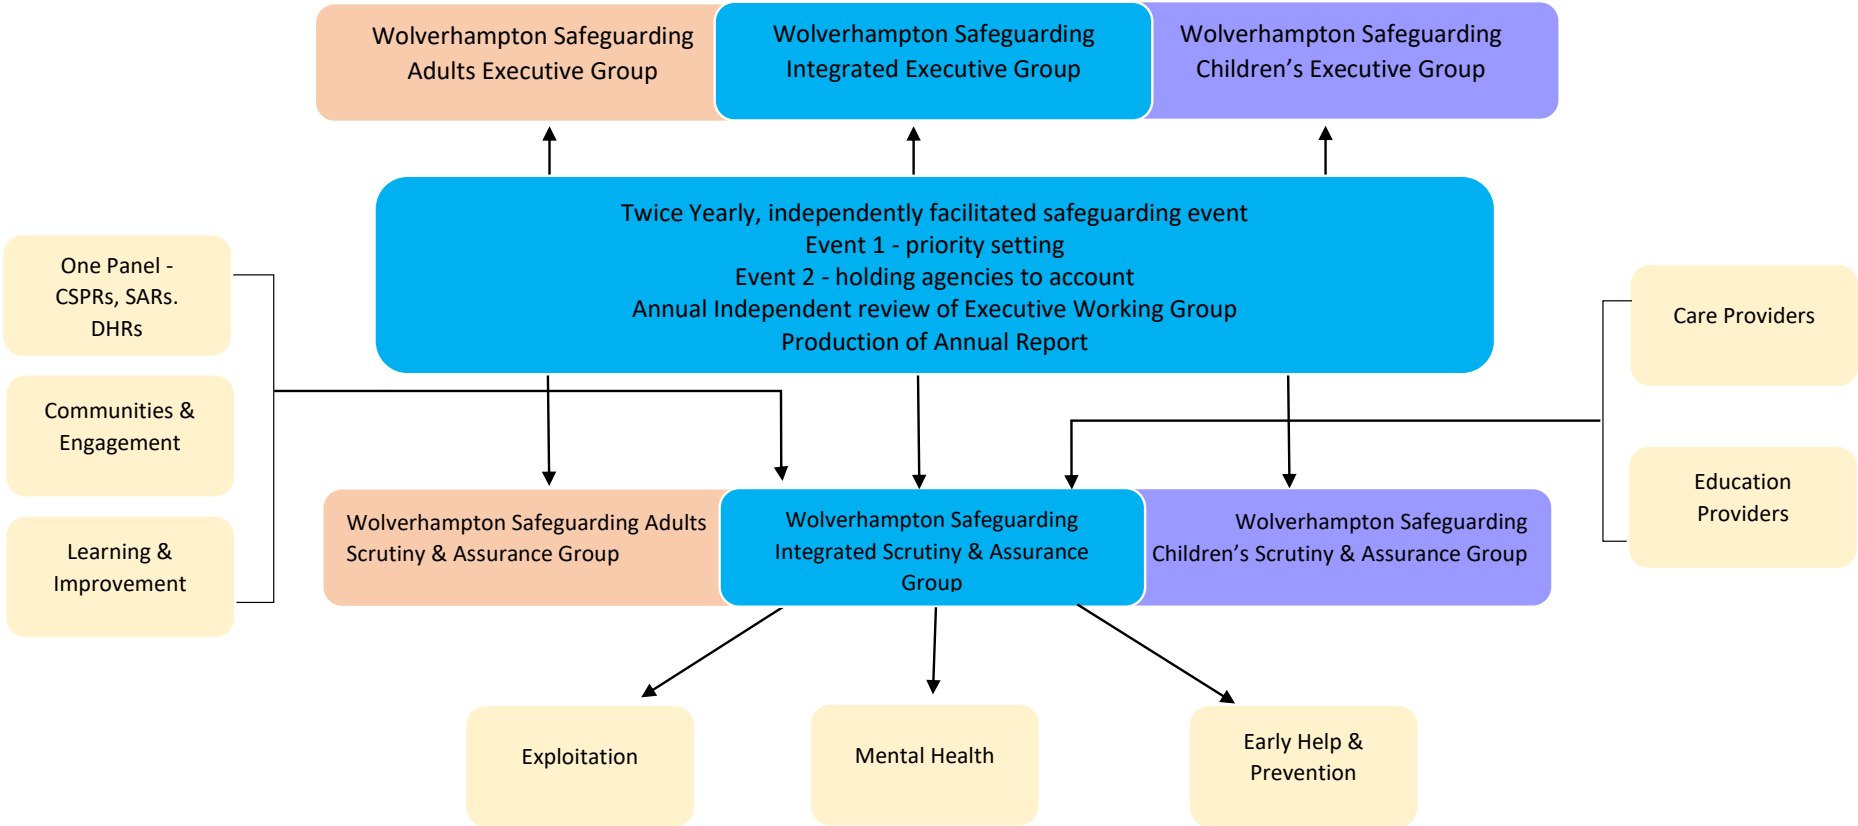 Wolverhampton Safeguarding
Adults Executive Group
Wolverhampton Safeguarding
Integrated Executive Group
Wolverhampton Safeguarding
Children’s Executive Group
Twice Yearly, independently facilitated safeguarding event
Event 1 - priority setting
Event 2 - holding agencies to account
Annual Independent review of Executive Working Group
Production of Annual Report
One Panel -
CSPRs, SARs.
DHRs
Communities &
Engagement
Learning &
Improvement
Care Providers
Education
Providers
Wolverhampton Safeguarding Adults
Scrutiny & Assurance Group
Wolverhampton Safeguarding
Integrated Scrutiny & Assurance
Group
Wolverhampton Safeguarding
Children’s Scrutiny & Assurance Group
Exploitation
Mental Health
Early Help &
Prevention